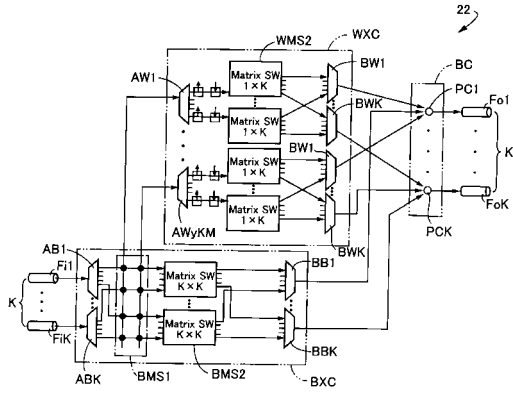 22
WMS2
WXC
BW1
BC
AW1
PC1
Matrix SW
1×K
Fo1
Matrix SW
1×K
BWK
BW1
K
Matrix SW
1×K
Matrix SW
1×K
FoK
PCK
AWyKM
BWK
AB1
BB1
Fi1
Matrix SW
K×K
K
Matrix SW
K×K
FiK
BBK
ABK
BMS1
BMS2
BXC